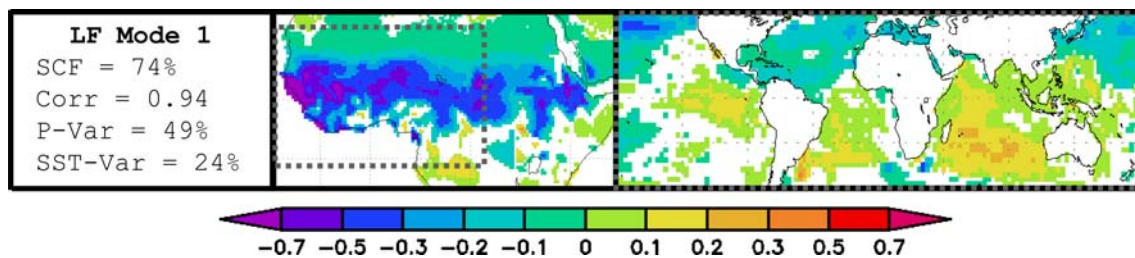 LF Mode 1
SCF = 74%
Corr = 0.94
P-Var = 49%
SST-Var = 24%
-0.7 -0.5 -0.3 -0.2 -0.1 0 0.1 0.2 0.3 0.5 0.7